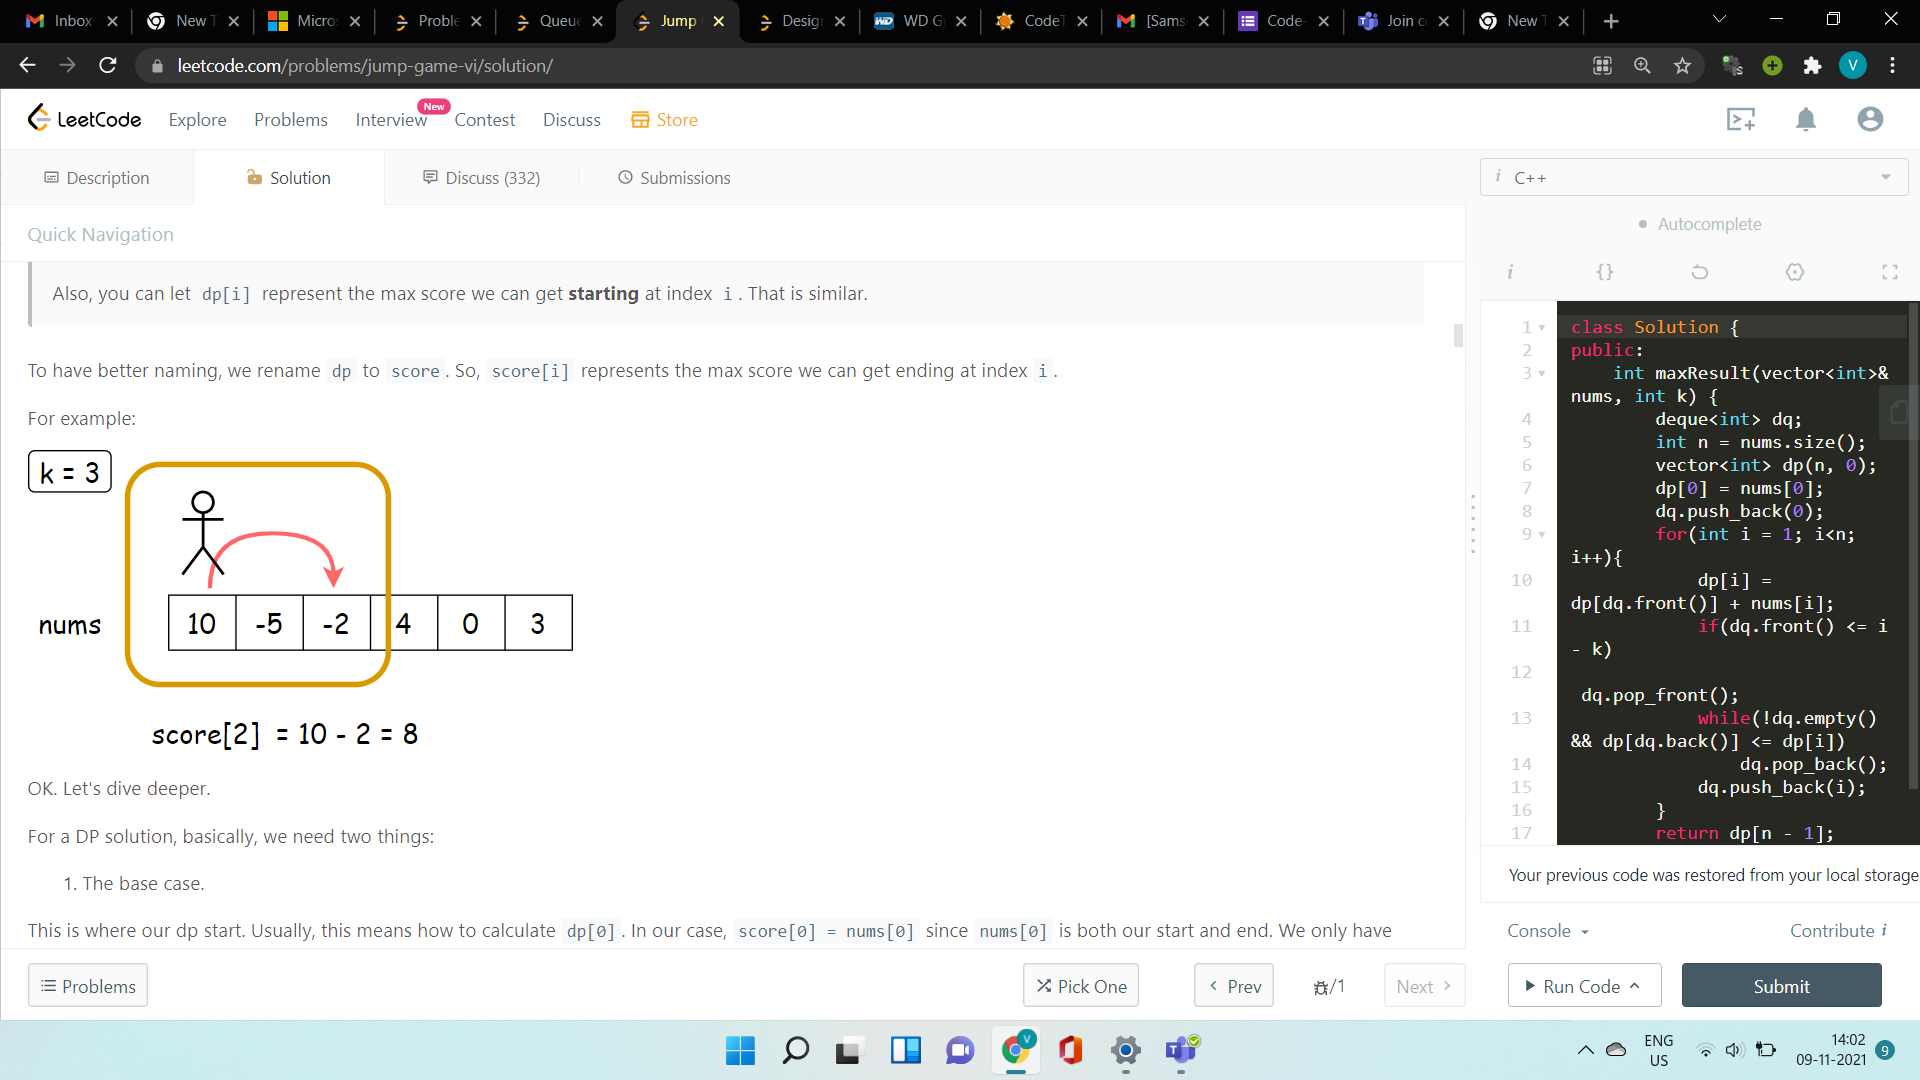 Inbox
New T
Micros
Proble
Queue
Jump
Design
WD WD G
CodeT
[Sams
Code-
Join c
New T
leetcode.com/problems/jump-game-vi/solution/
V
LeetCode
Explore
Problems
Interview
New
Contest
Discuss
Store
Description
Solution
Discuss (332)
Submissions
i C++
Quick Navigation
Autocomplete
Also, you can let dp[i] represent the max score we can get starting at index i . That is similar.
To have better naming, we rename dp to score . So, score[i] represents the max score we can get ending at index i .
For example:
k = 3
nums 10 -5 -2 4 0 3
score[2] = 10 - 2 = 8
OK. Let's dive deeper.
For a DP solution, basically, we need two things:
1. The base case.
This is where our dp start. Usually, this means how to calculate dp[0] . In our case, score[0] = nums[0] since nums[0] is both our start and end. We only have
i {}
1 class Solution {
2 public:
3 int maxResult(vector<int>&
nums, int k) {
4 deque<int> dq;
5 int n = nums.size();
6 vector<int> dp(n, 0);
7 dp[0] = nums[0];
8 dq.push_back(0);
9 for(int i = 1; i<n;
i++){
10 dp[i] =
dp[dq.front()] + nums[i];
11 if(dq.front() <= i
- k)
12
dq.pop_front();
13 while(!dq.empty()
&& dp[dq.back()] <= dp[i])
14 dq.pop_back();
15 dq.push_back(i);
16 }
17 return dp[n - 1];
Your previous code was restored from your local storage
Console
Contribute i
Problems
Pick One
Prev
/1
Next
Run Code
Submit
V
T
ENG
US
14:02
09-11-2021
9